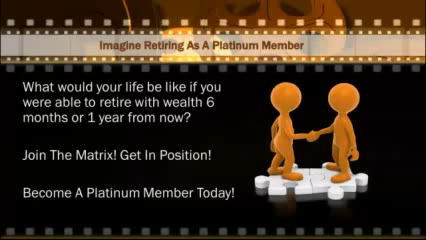 Imagine Retiring As A Platinum Member
What would your life be like if you
were able to retire with wealth 6
months or 1 year from now?
Join The Matrix! Get In Position!
Become A Platinum Member Today!